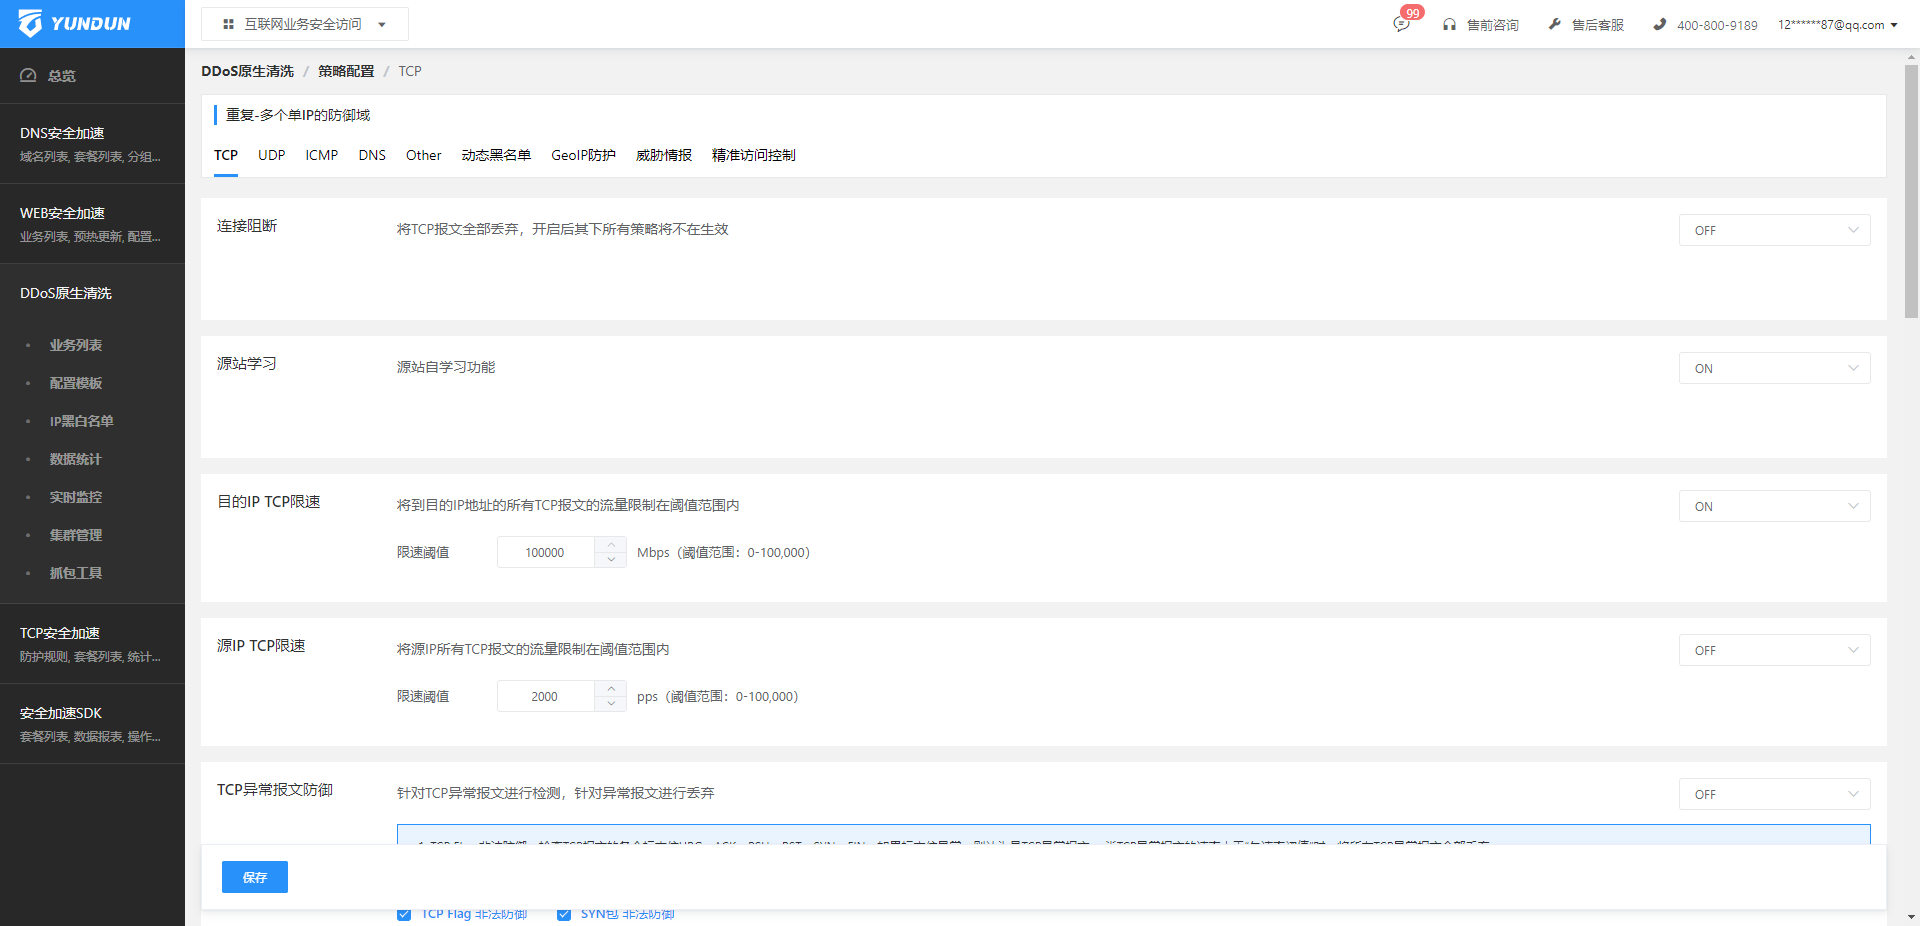 YUNDUN
互联网业务安全访问
99
售前咨询
售后客服
400-800-9189
12******87@qq.com
总览
DNS安全加速
域名列表, 套餐列表, 分组...
WEB安全加速
业务列表, 预热更新, 配置...
DDoS原生清洗
业务列表
配置模板
IP黑白名单
数据统计
实时监控
集群管理
抓包工具
TCP安全加速
防护规则, 套餐列表, 统计...
安全加速SDK
套餐列表, 数据报表, 操作...
DDoS原生清洗 / 策略配置 / TCP
重复-多个单IP的防御域
TCP UDP ICMP DNS Other 动态黑名单 GeoIP防护 威胁情报 精准访问控制
连接阻断 将TCP报文全部丢弃，开启后其下所有策略将不在生效 OFF
源站学习 源站自学习功能 ON
目的IP TCP限速 将到目的IP地址的所有TCP报文的流量限制在阈值范围内 ON
限速阈值 100000 Mbps（阈值范围：0-100,000）
源IP TCP限速 将源IP所有TCP报文的流量限制在阈值范围内 OFF
限速阈值 2000 pps（阈值范围：0-100,000）
TCP异常报文防御 针对TCP异常报文进行检测，针对异常报文进行丢弃 OFF
保存
TCP Flag 非法防御 SYN包 非法防御